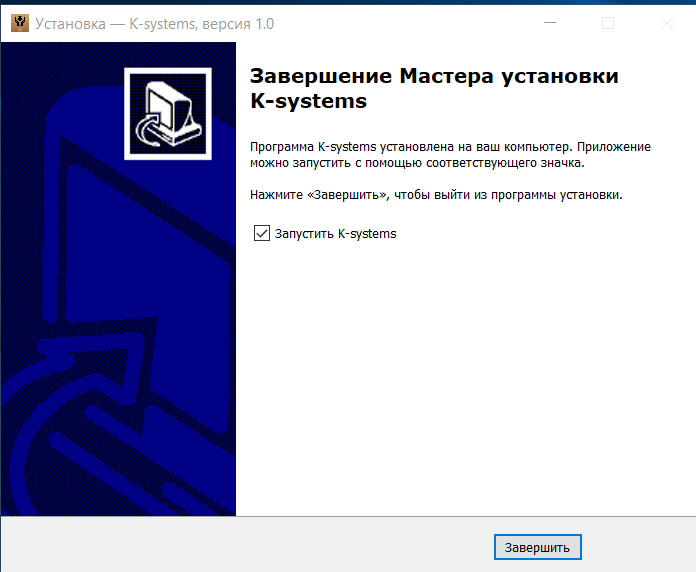 Установка — K-systems, версия 1.0
Завершение Мастера установки
K-systems
Программа K-systems установлена на ваш компьютер. Приложение
можно запустить с помощью соответствующего значка.
Нажмите «Завершить», чтобы выйти из программы установки.
Запустить K-systems
Завершить